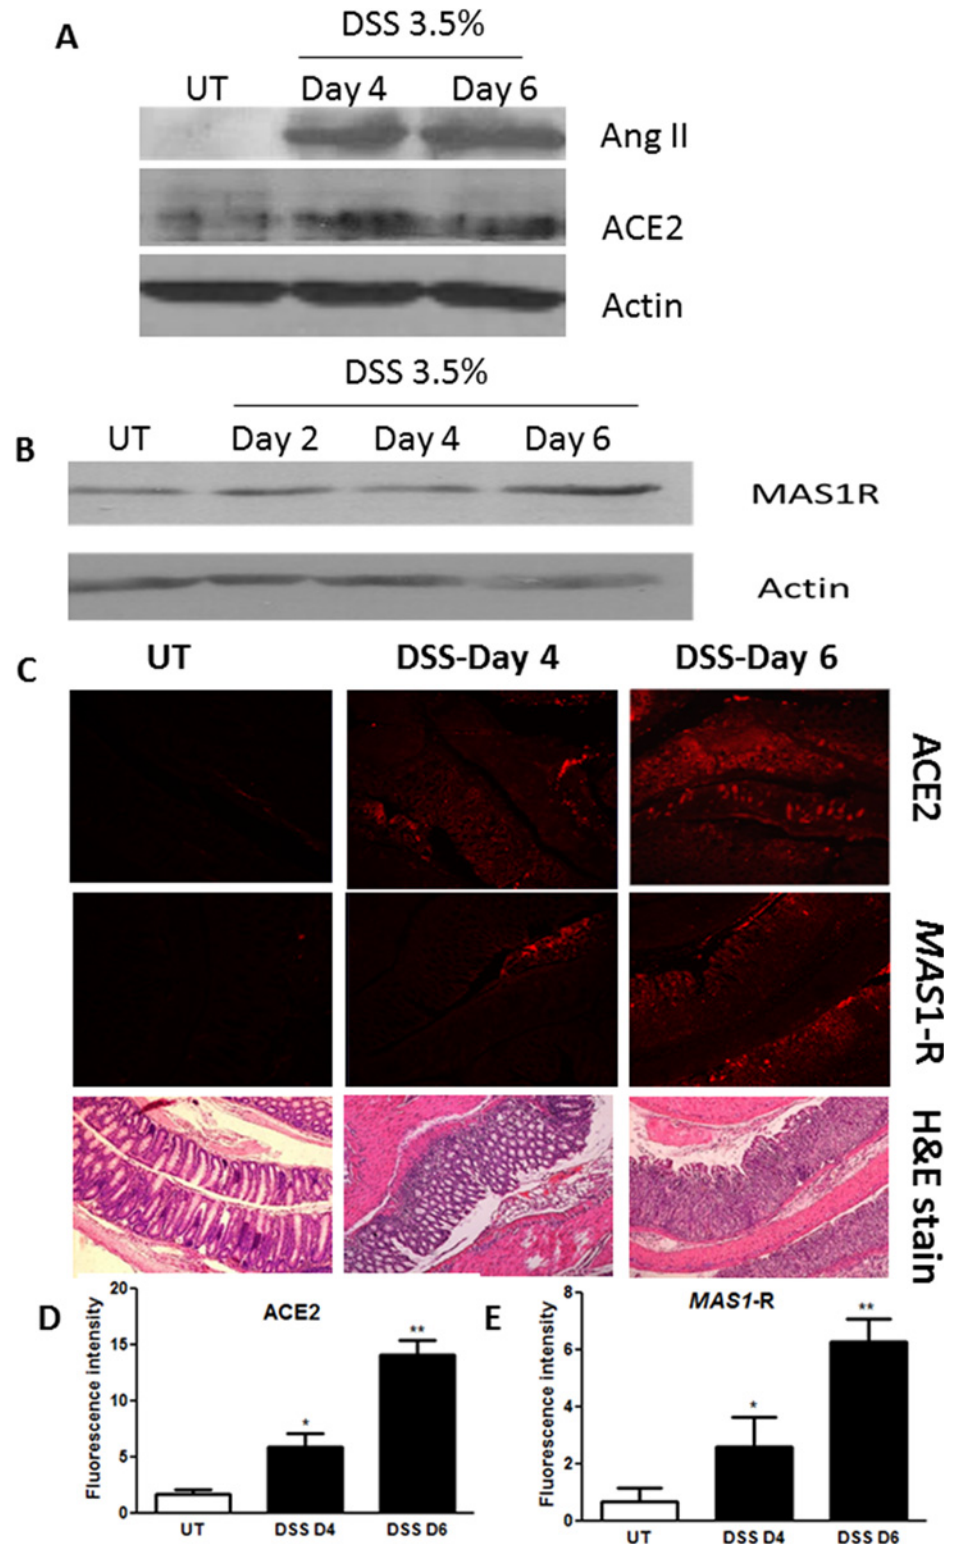 A
DSS 3.5%
UT Day 4 Day 6
Ang II
ACE2
Actin
DSS 3.5%
B
UT Day 2 Day 4 Day 6
MAS1R
Actin
C
UT DSS-Day 4 DSS-Day 6
ACE2
MAS1-R
H&E stain
D
ACE2
Fluorescence intensity
20
15
10
5
0
*
**
UT DSS D4 DSS D6
E
MAS1-R
Fluorescence intensity
8
6
4
2
0
*
**
UT DSS D4 DSS D6